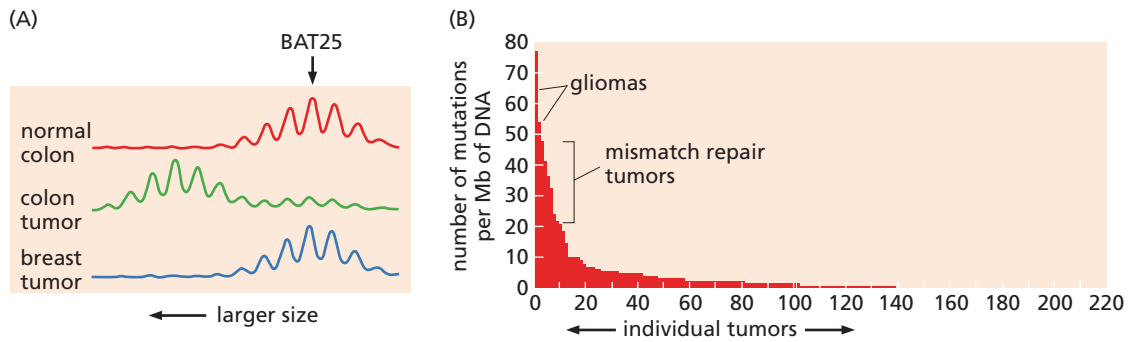 (A)
BAT25
normal
colon
colon
tumor
breast
tumor
larger size
(B)
number of mutations
per Mb of DNA
80
70
60
50
40
30
20
10
0
gliomas
mismatch repair
tumors
0 20 40 60 80 100 120 140 160 180 200 220
individual tumors